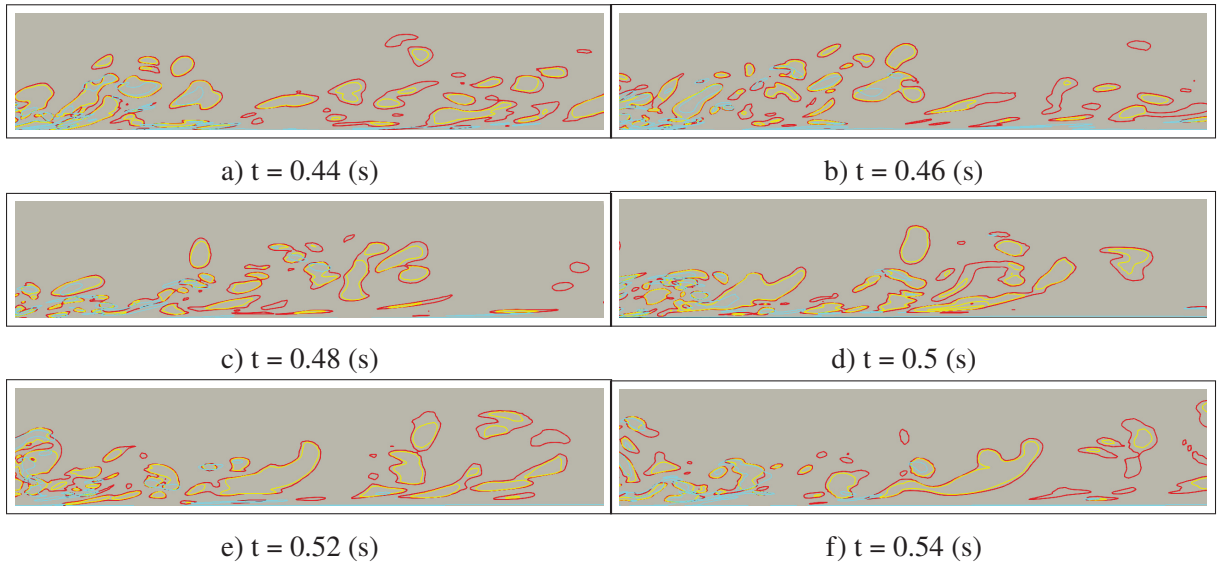 a) t = 0.44 (s)
b) t = 0.46 (s)
c) t = 0.48 (s)
d) t = 0.5 (s)
e) t = 0.52 (s)
f) t = 0.54 (s)